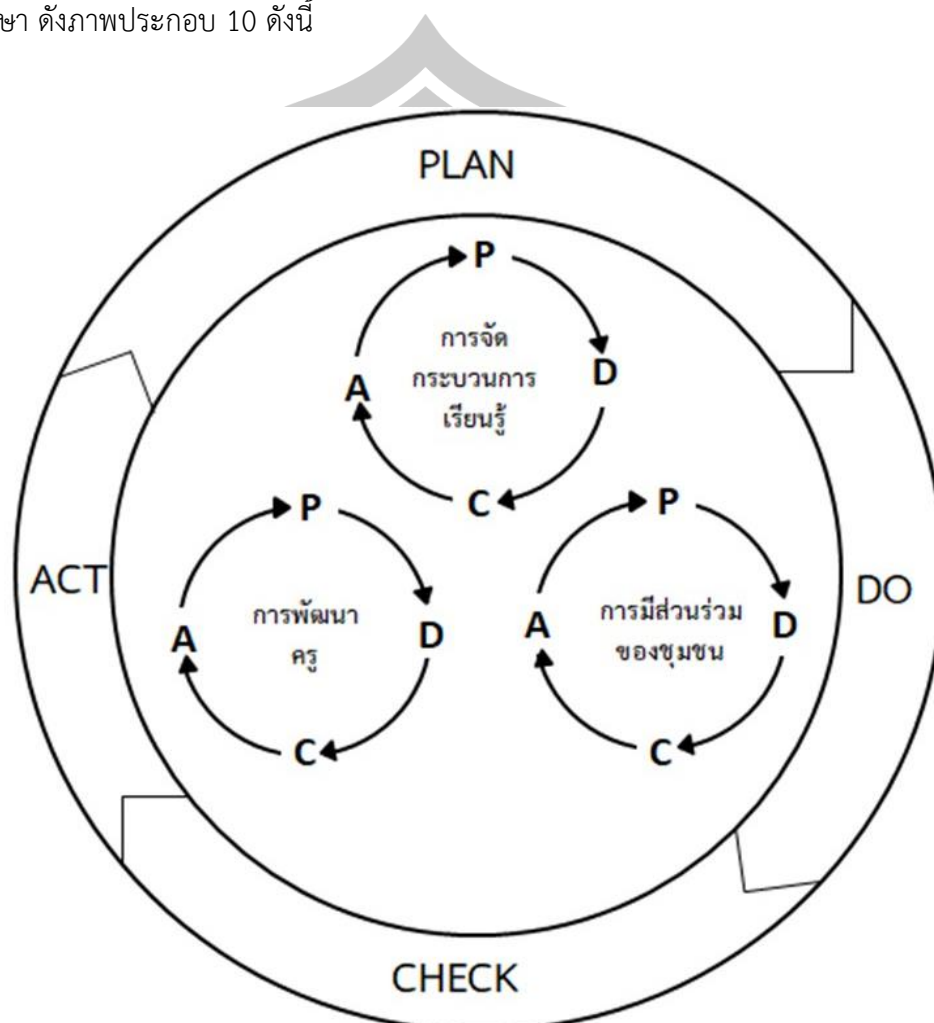 ษา ดังภาพประกอบ 10 ดังนี้
PLAN
P
การจัด
กระบวนการ
เรียนรู้
A
D
C
P
P
ACT
การพัฒนา
ครู
A
D
การมีส่วนร่วม
ของชุมชน
A
D
DO
C
C
CHECK